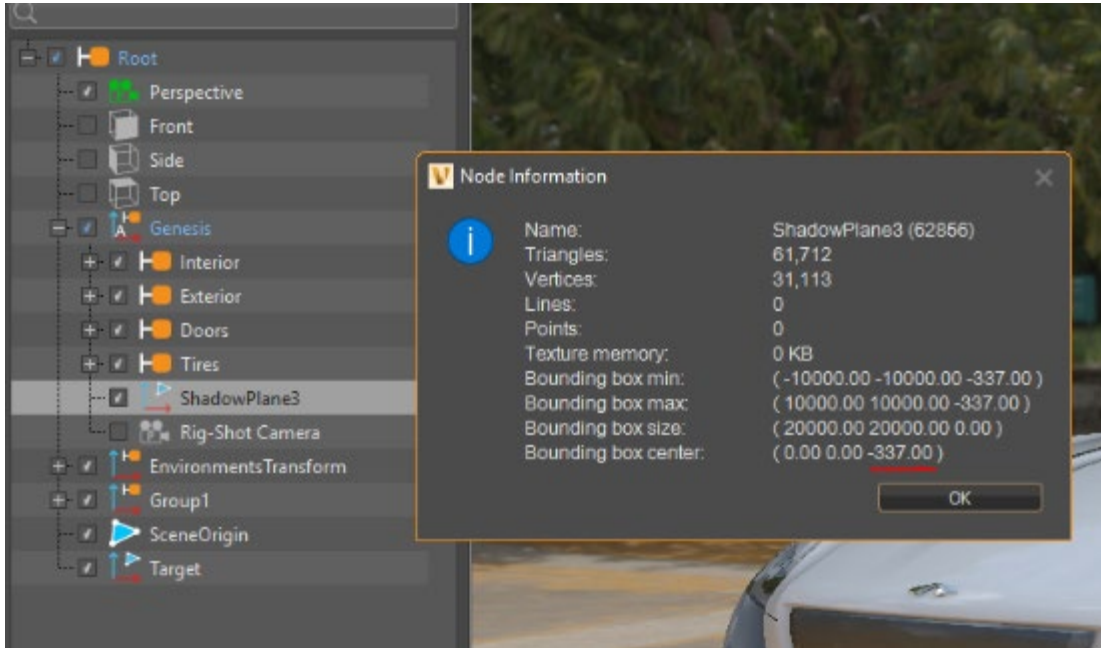 Root
Perspective
Front
Side
Top
Genesis
Interior
Exterior
Doors
Tires
ShadowPlane3
Rig-Shot Camera
EnvironmentsTransform
Group1
SceneOrigin
Target
Node Information
Name: ShadowPlane3 (62856)
Triangles: 61,712
Vertices: 31,113
Lines: 0
Points: 0
Texture memory: 0 KB
Bounding box min: ( -10000.00 -10000.00 -337.00 )
Bounding box max: ( 10000.00 10000.00 -337.00 )
Bounding box size: ( 20000.00 20000.00 0.00 )
Bounding box center: ( 0.00 0.00 -337.00 )
OK